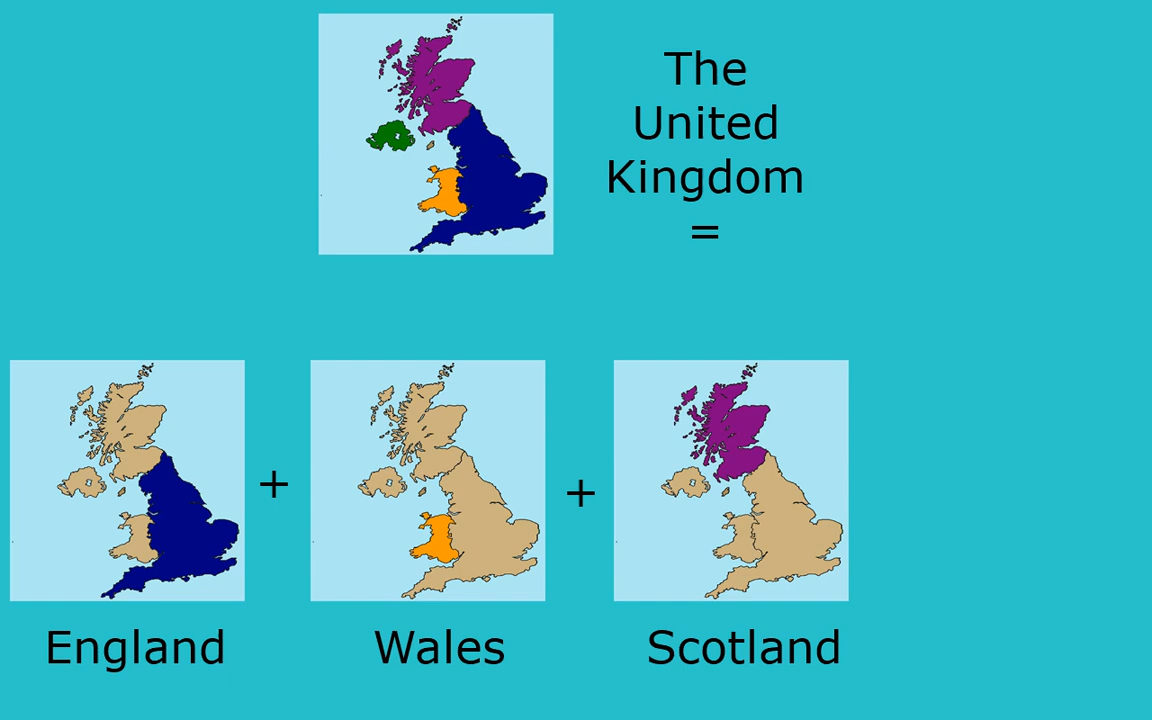 The
United
Kingdom
=
+
+
England
Wales
Scotland